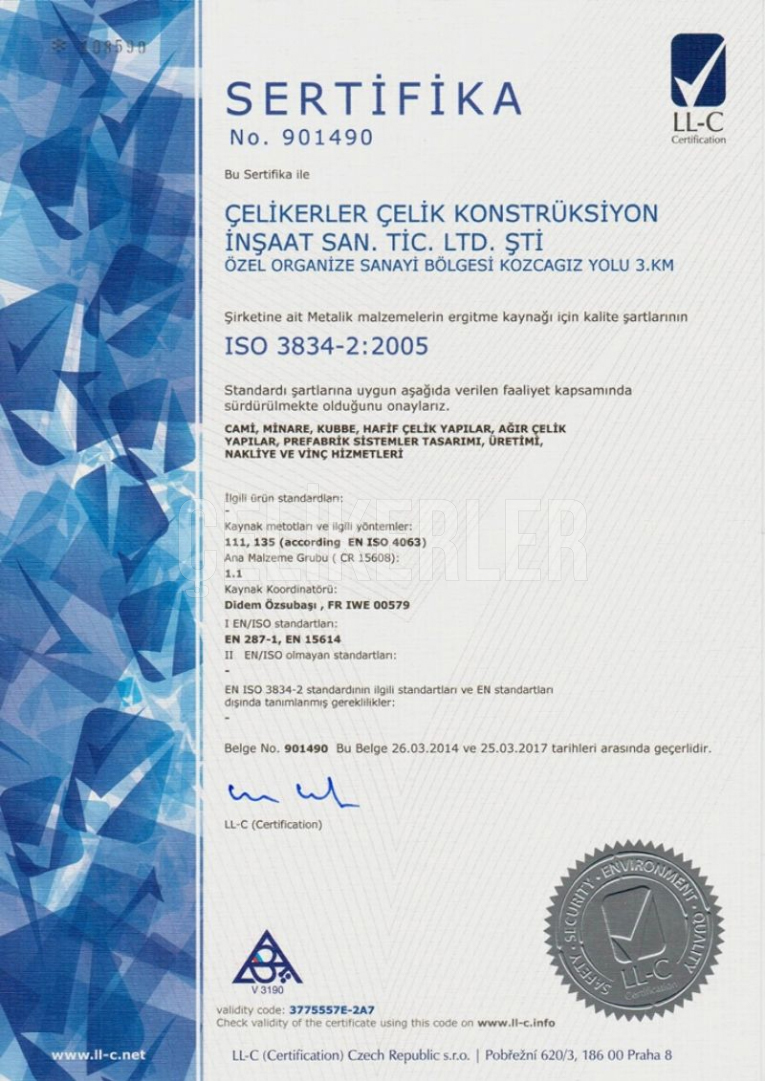 * 108590
SERTİFİKA
No. 901490
LL-C
Certification
Bu Sertifika ile
ÇELİKERLER ÇELİK KONSTRÜKSİYON
İNŞAAT SAN. TİC. LTD. ŞTİ
ÖZEL ORGANİZE SANAYİ BÖLGESİ KOZCAGIZ YOLU 3.KM
Şirketine ait Metalik malzemelerin ergitme kaynağı için kalite şartlarının
ISO 3834-2:2005
Standardı şartlarına uygun aşağıda verilen faaliyet kapsamında
sürdürülmekte olduğunu onaylarız.
CAMİ, MİNARE, KUBBE, HAFİF ÇELİK YAPILAR, AĞIR ÇELİK
YAPILAR, PREFABRİK SİSTEMLER TASARIMI, ÜRETİMİ,
NAKLİYE VE VİNÇ HİZMETLERİ
İlgili ürün standardları:
-
ÇELİKERLER
Kaynak metotları ve ilgili yöntemler:
111, 135 (according EN ISO 4063)
Ana Malzeme Grubu ( CR 15608):
1.1
Kaynak Koordinatörü:
Didem Özsubaşı , FR IWE 00579
I EN/ISO standartları:
EN 287-1, EN 15614
II EN/ISO olmayan standartları:
-
EN ISO 3834-2 standardının ilgili standartları ve EN standartları
dışında tanımlanmış gereklilikler:
-
Belge No. 901490 Bu Belge 26.03.2014 ve 25.03.2017 tarihleri arasında geçerlidir.
LL-C (Certification)
SAFETY · SECURITY · ENVIRONMENT · QUALITY
LL-C
Certification
V 3190
validity code: 3775557E-2A7
Check validity of the certificate using this code on www.ll-c.info
www.ll-c.net
LL-C (Certification) Czech Republic s.r.o. | Pobřežní 620/3, 186 00 Praha 8